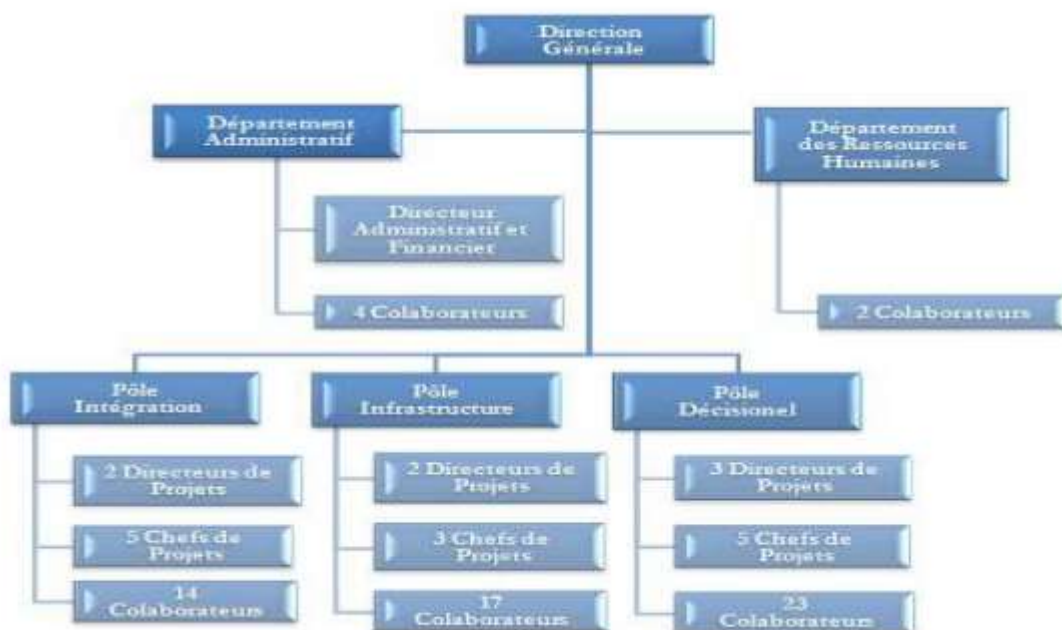 Direction
Générale
Département
Administratif
Département
des Ressources
Humaines
Directeur
Administratif et
Financier
4 Colaborateurs
2 Colaborateurs
Pôle
Intégration
2 Directeurs de
Projets
5 Chefs de
Projets
14
Colaborateurs
Pôle
Infrastructure
2 Directeurs de
Projets
3 Chefs de
Projets
17
Colaborateurs
Pôle
Décisionel
3 Directeurs de
Projets
5 Chefs de
Projets
23
Colaborateurs